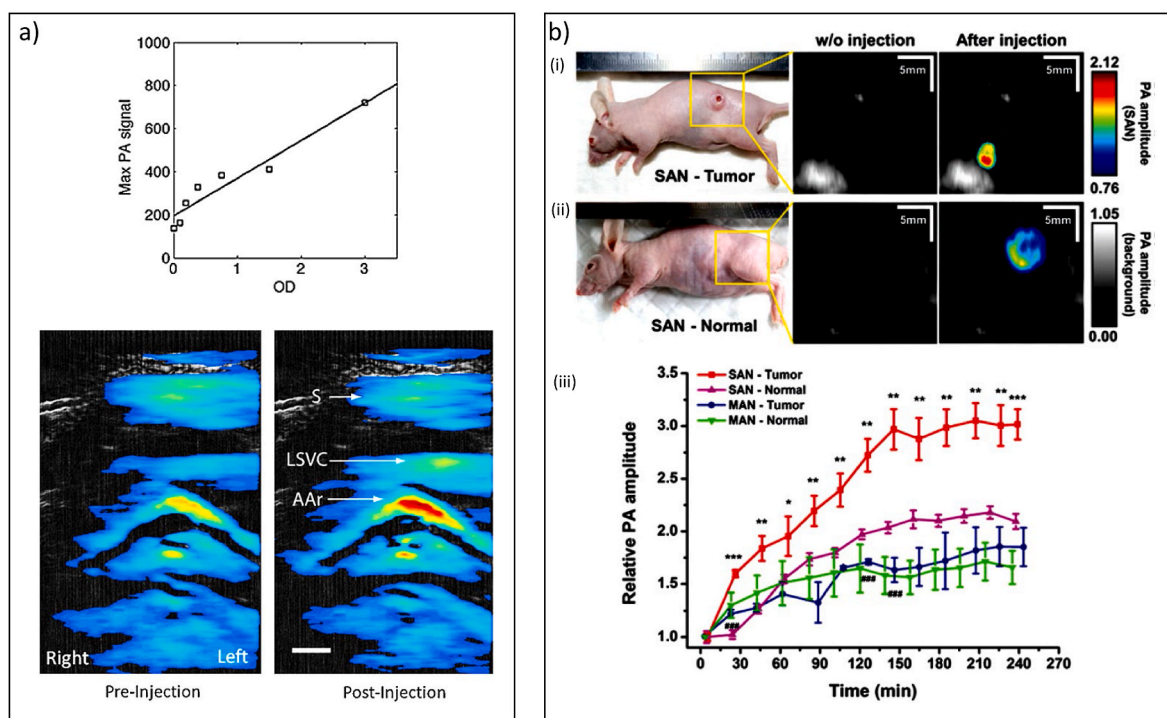 a)
1000
800
600
400
200
0
Max PA signal
0
1
2
3
OD
S
LSVC
AAr
Right
Left
Pre-Injection
Post-Injection
b)
w/o injection
After injection
(i)
SAN - Tumor
5mm
5mm
2.12
PA amplitude
(SAN)
0.76
(ii)
SAN - Normal
5mm
5mm
1.05
PA amplitude
(background)
0.00
(iii)
SAN - Tumor
SAN - Normal
MAN - Tumor
MAN - Normal
3.5
3.0
2.5
2.0
1.5
1.0
Relative PA amplitude
*** ** * ** ** ** ** ** ** ** ** ***
### ### ###
0 30 60 90 120 150 180 210 240 270
Time (min)